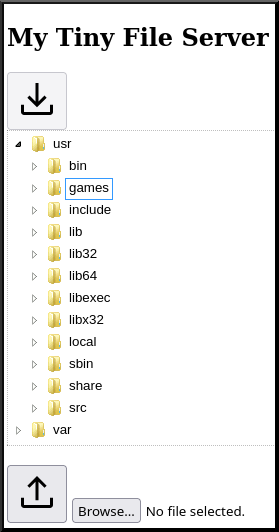 My Tiny File Server
usr
bin
games
include
lib
lib32
lib64
libexec
libx32
local
sbin
share
src
var
Browse... No file selected.